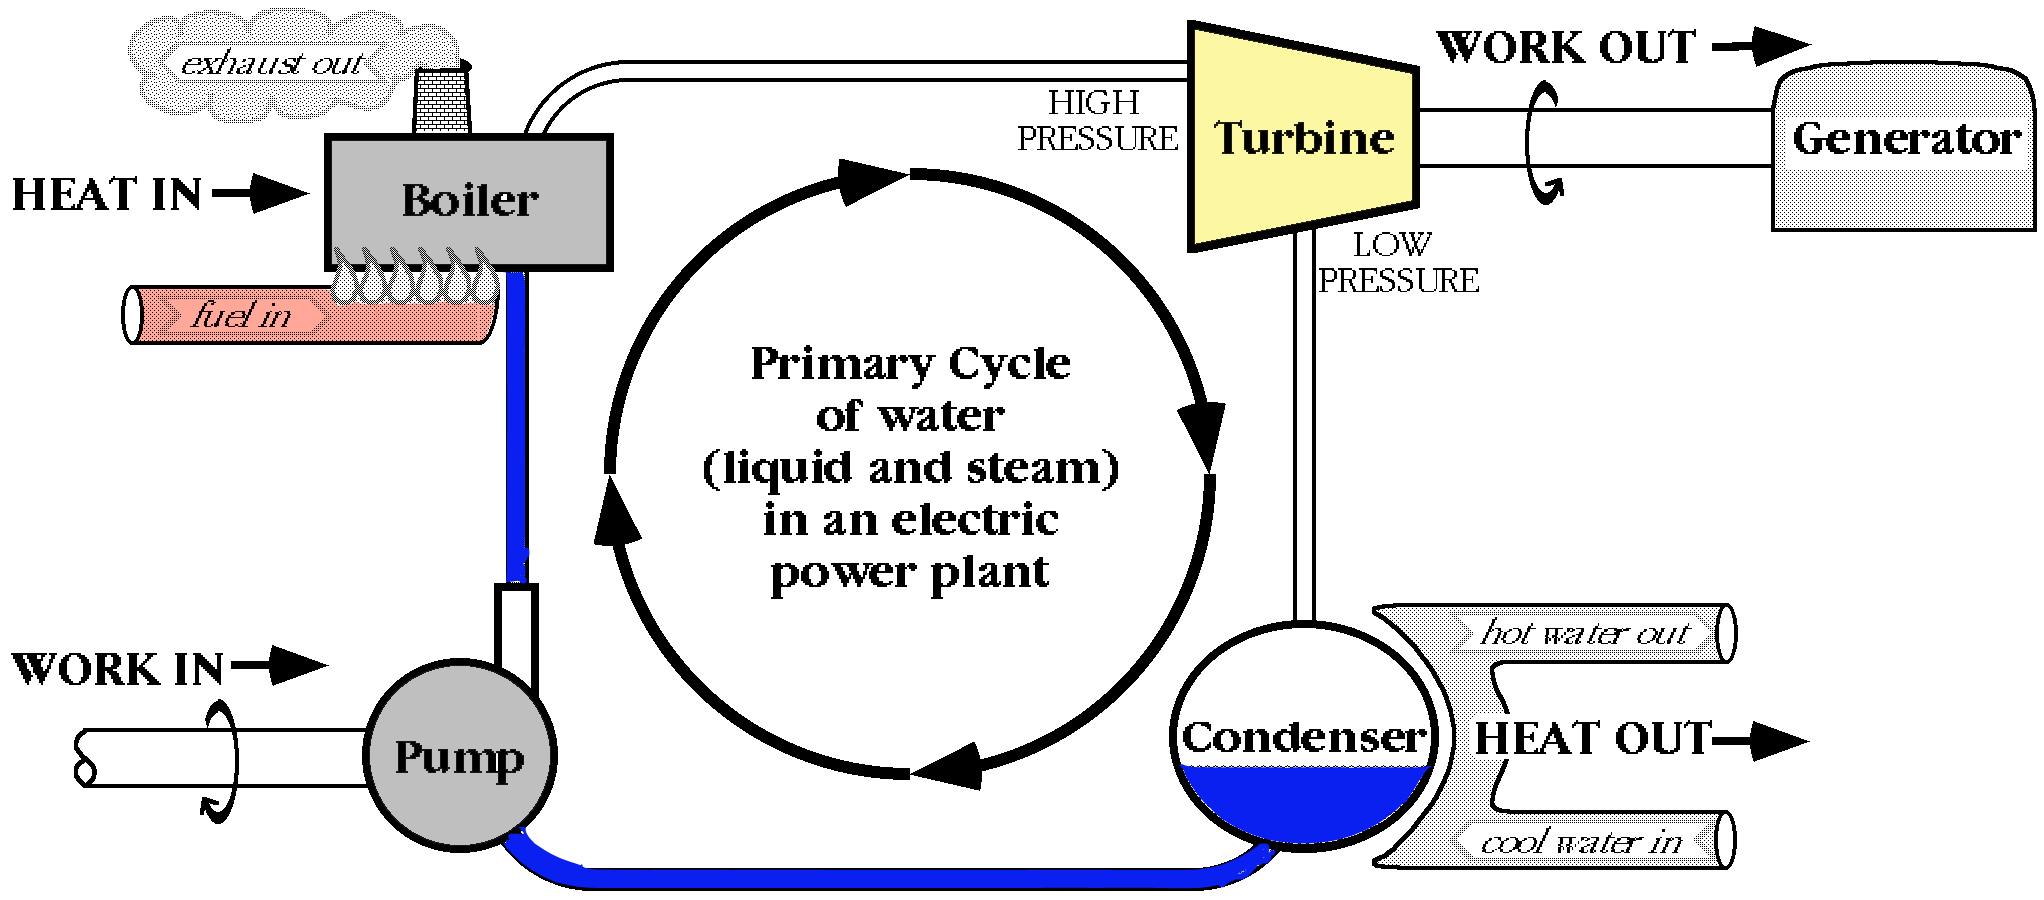 exhaust out
WORK OUT
HIGH
PRESSURE
Turbine
Generator
HEAT IN
Boiler
LOW
PRESSURE
fuel in
Primary Cycle
of water
(liquid and steam)
in an electric
power plant
hot water out
WORK IN
Pump
Condenser
HEAT OUT
cool water in